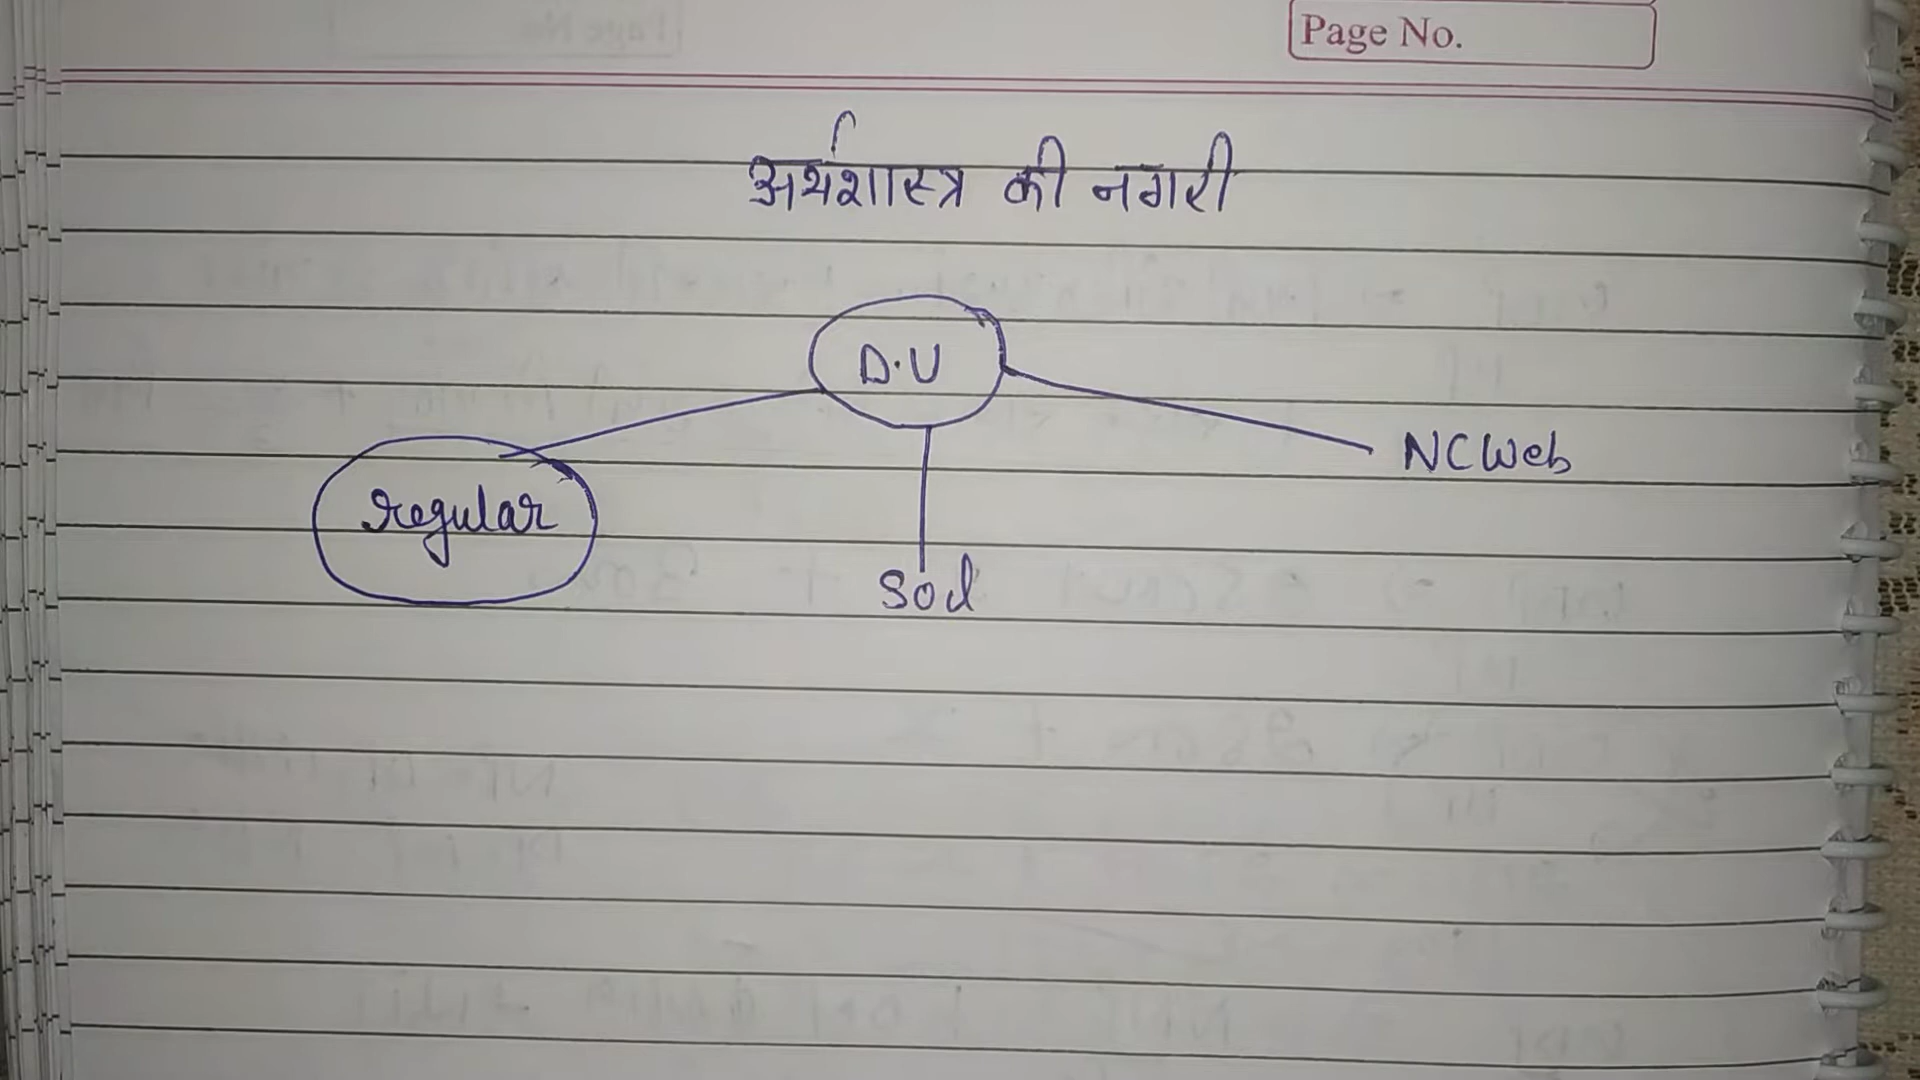 Page No.
अर्थशास्त्र की नगरी
D.U
NCWeb
regular
Sol